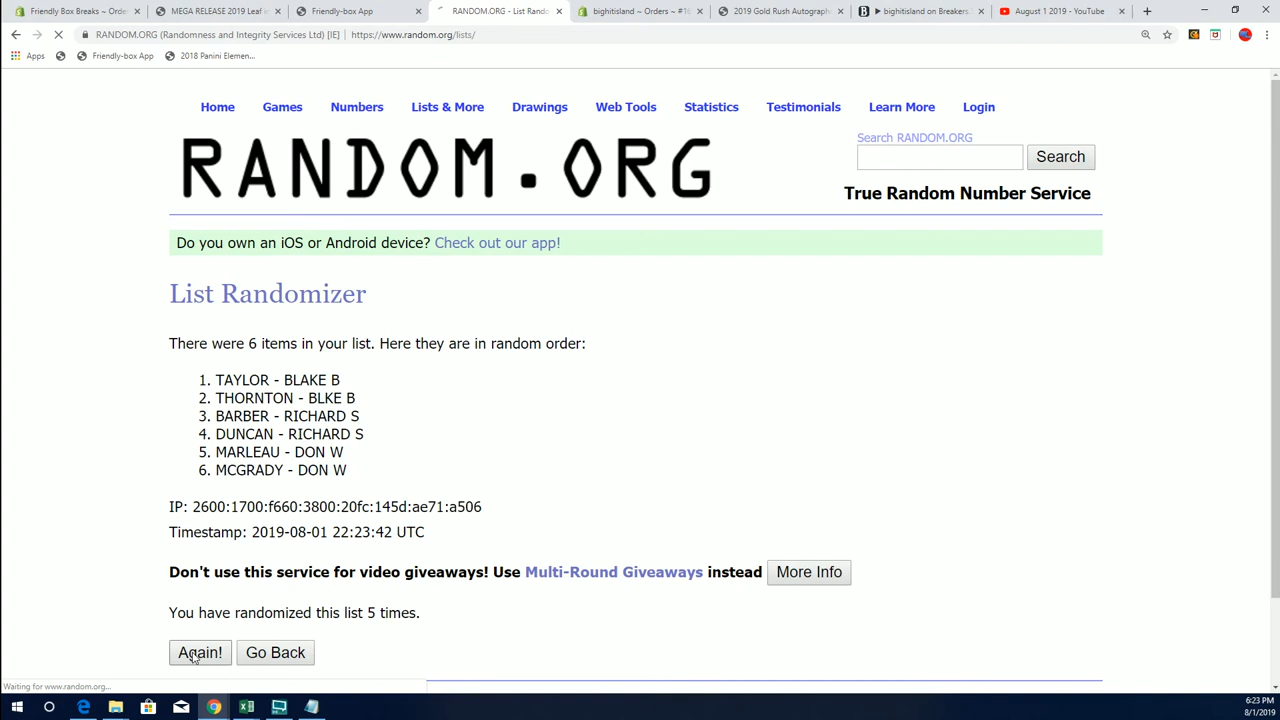 Friendly Box Breaks ~ Orde
MEGA RELEASE 2019 Leaf i
Friendly-box App
RANDOM.ORG - List Rando
bighitisland ~ Orders ~ #16
2019 Gold Rush Autograph
bighitisland on Breakers.
August 1 2019 - YouTube
RANDOM.ORG (Randomness and Integrity Services Ltd) [IE] | https://www.random.org/lists/
Apps
Friendly-box App
2018 Panini Elemen...
Home Games Numbers Lists & More Drawings Web Tools Statistics Testimonials Learn More Login
RANDOM.ORG
Search RANDOM.ORG
Search
True Random Number Service
Do you own an iOS or Android device? Check out our app!
List Randomizer
There were 6 items in your list. Here they are in random order:
1. TAYLOR - BLAKE B
2. THORNTON - BLKE B
3. BARBER - RICHARD S
4. DUNCAN - RICHARD S
5. MARLEAU - DON W
6. MCGRADY - DON W
IP: 2600:1700:f660:3800:20fc:145d:ae71:a506
Timestamp: 2019-08-01 22:23:42 UTC
Don't use this service for video giveaways! Use Multi-Round Giveaways instead More Info
You have randomized this list 5 times.
Again! Go Back
Waiting for www.random.org...
6:23 PM
8/1/2019